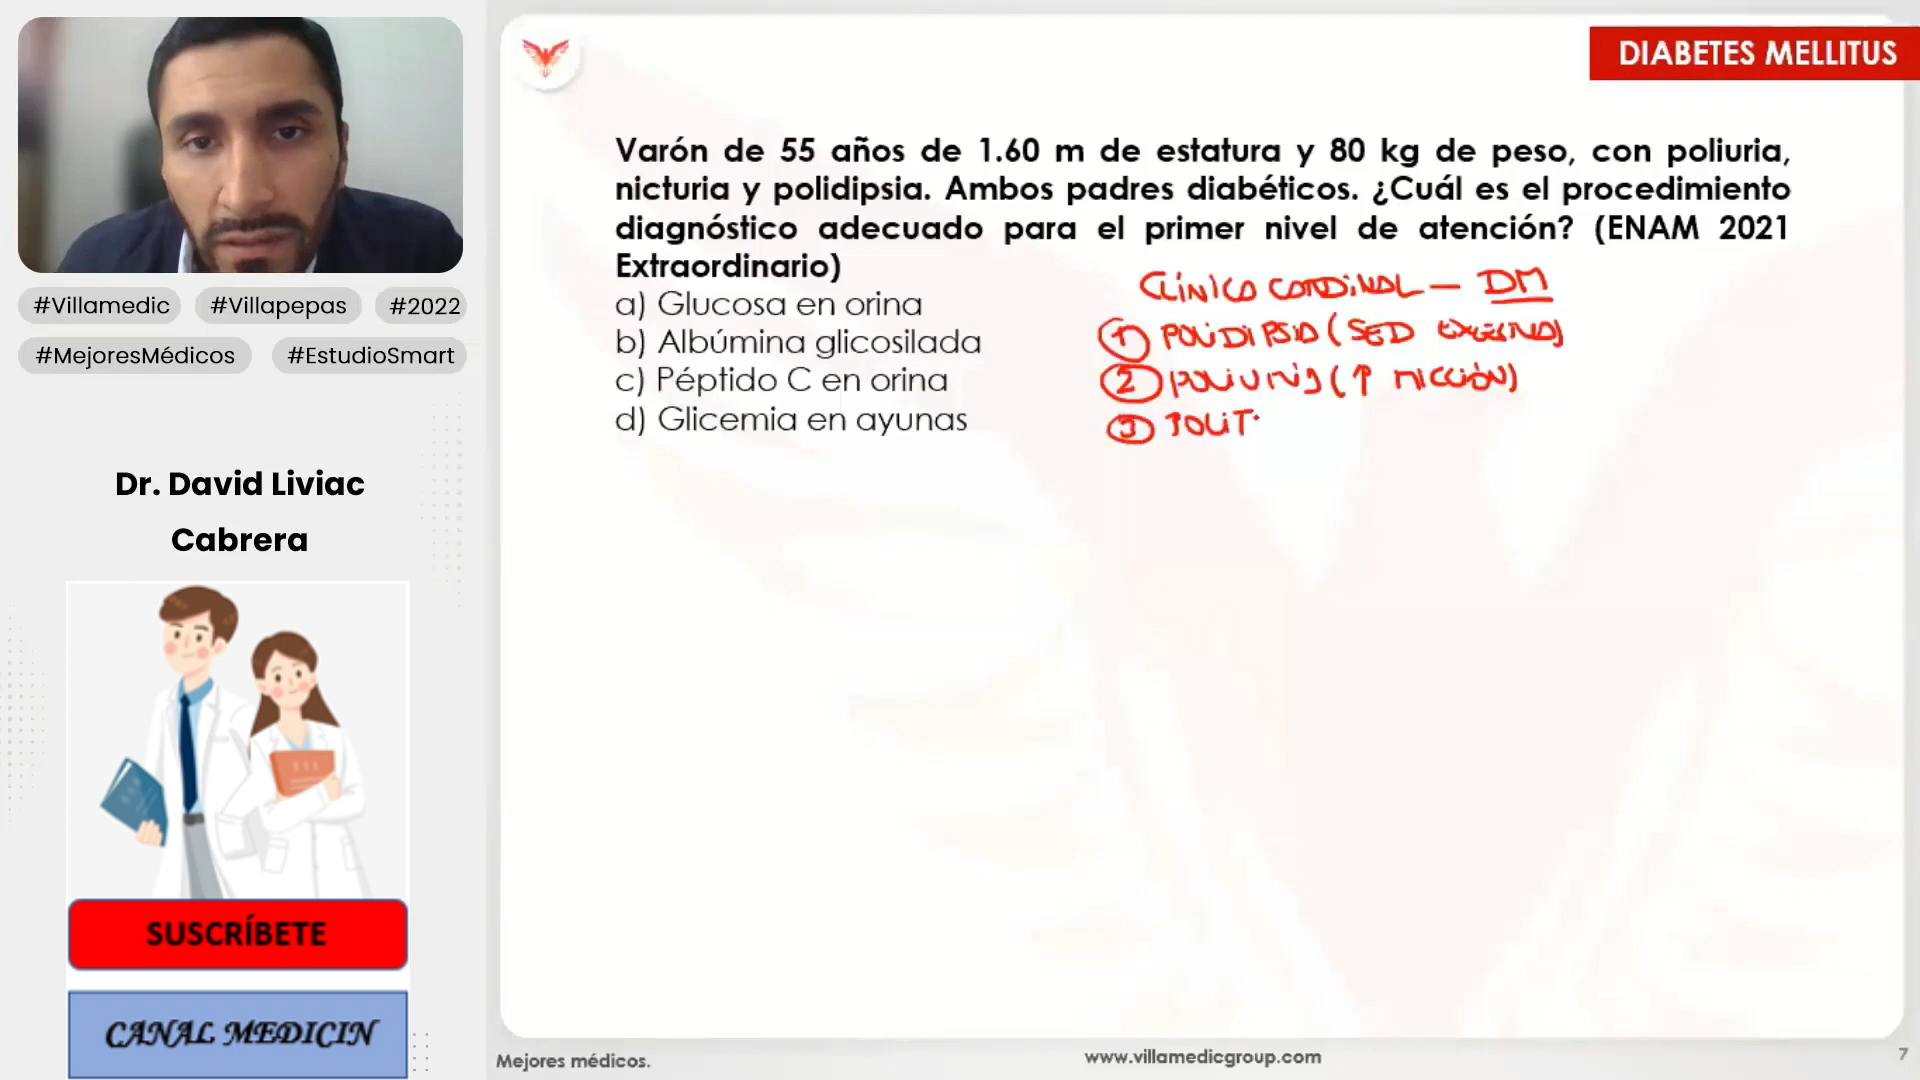 #Villamedic #Villapepas #2022
#MejoresMédicos #EstudioSmart
Dr. David Liviac
Cabrera
SUSCRÍBETE
CANAL MEDICIN
DIABETES MELLITUS
Varón de 55 años de 1.60 m de estatura y 80 kg de peso, con poliuria,
nicturia y polidipsia. Ambos padres diabéticos. ¿Cuál es el procedimiento
diagnóstico adecuado para el primer nivel de atención? (ENAM 2021
Extraordinario)
a) Glucosa en orina
b) Albúmina glicosilada
c) Péptido C en orina
d) Glicemia en ayunas
CLÍNICA CARDINAL — DM
1 POLIDIPSIA (SED EXCESIVA)
2 POLIURIA (↑ MICCIÓN)
3 POLIT
Mejores médicos.
www.villamedicgroup.com
7